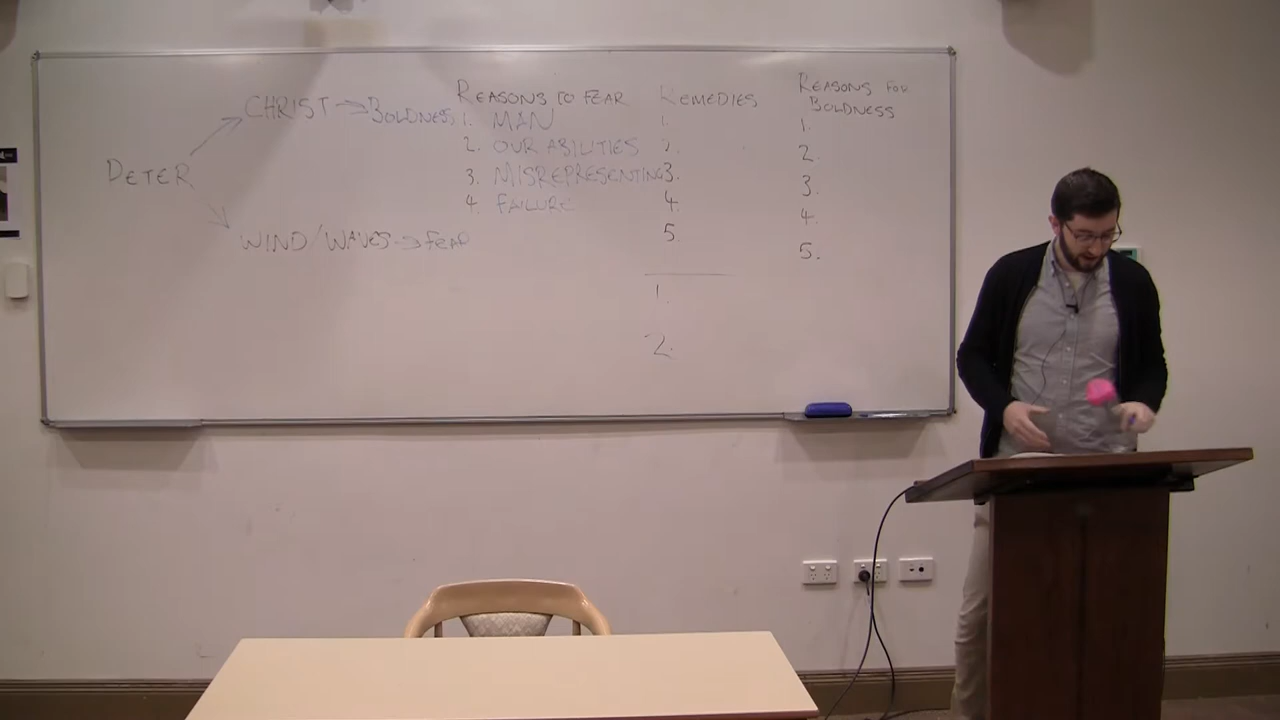 DETER
CHRIST → BOLDNESS
WIND/WAVES → FEAR
REASONS TO FEAR
1. MAN
2. OUR ABILITIES
3. MISREPRESENTING
4. FAILURE
REMEDIES
1.
2.
3.
4.
5.
1.
2.
REASONS FOR
BOLDNESS
1.
2.
3.
4.
5.